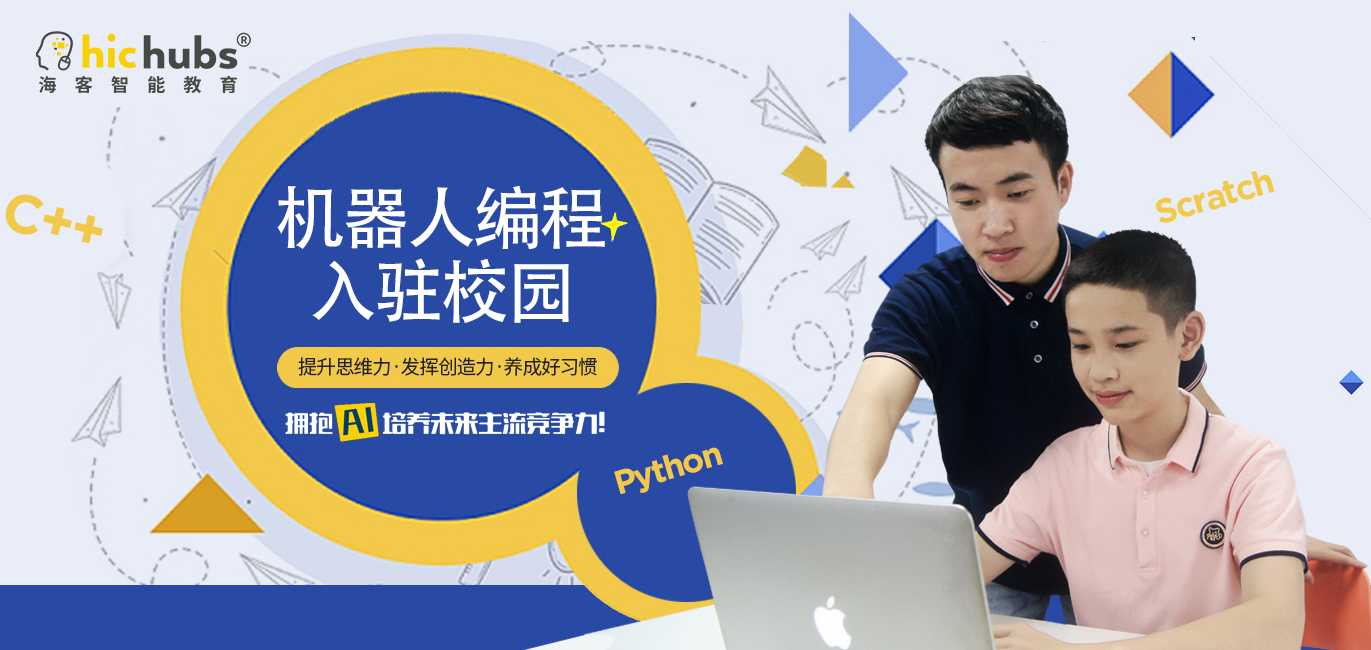 hichubs®
海客智能教育
C++
机器人编程
入驻校园
提升思维力·发挥创造力·养成好习惯
拥抱AI培养未来主流竞争力!
Python
Scratch